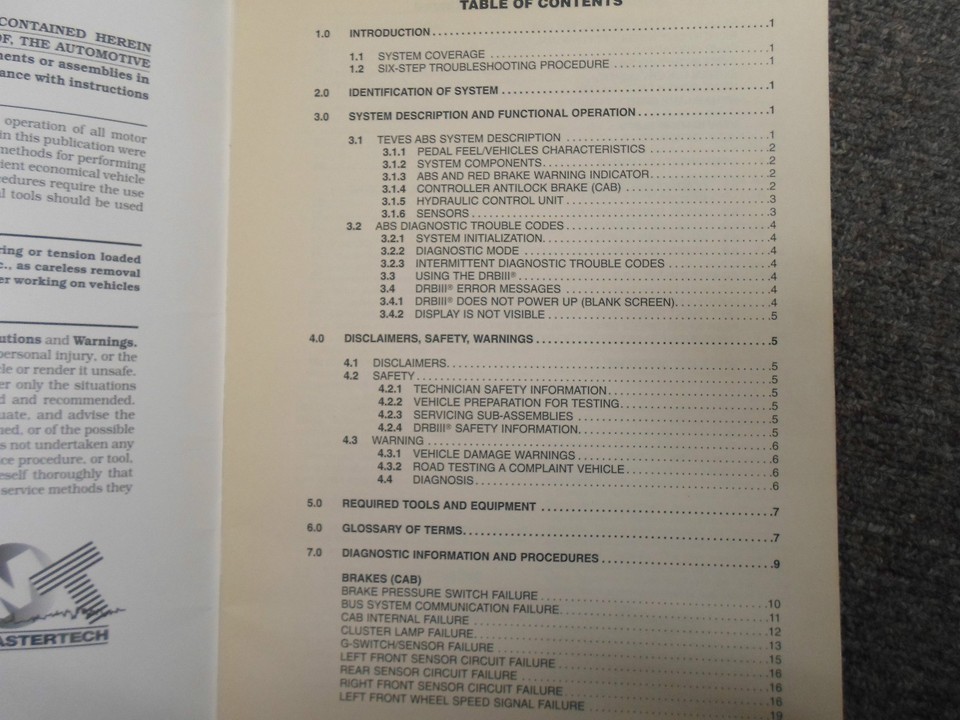 CONTAINED HEREIN
OF, THE AUTOMOTIVE
ments or assemblies in
ance with instructions
operation of all motor
in this publication were
methods for performing
ient economical vehicle
edures require the use
l tools should be used
ring or tension loaded
c., as careless removal
er working on vehicles
utions and Warnings.
personal injury, or the
cle or render it unsafe.
er only the situations
d and recommended.
uate, and advise the
ned, or of the possible
s not undertaken any
ce procedure, or tool,
eself thoroughly that
service methods they
ASTERTECH
TABLE OF CONTENTS
1.0 INTRODUCTION 1
1.1 SYSTEM COVERAGE 1
1.2 SIX-STEP TROUBLESHOOTING PROCEDURE 1
2.0 IDENTIFICATION OF SYSTEM 1
3.0 SYSTEM DESCRIPTION AND FUNCTIONAL OPERATION 1
3.1 TEVES ABS SYSTEM DESCRIPTION 1
3.1.1 PEDAL FEEL/VEHICLES CHARACTERISTICS 2
3.1.2 SYSTEM COMPONENTS 2
3.1.3 ABS AND RED BRAKE WARNING INDICATOR 2
3.1.4 CONTROLLER ANTILOCK BRAKE (CAB) 2
3.1.5 HYDRAULIC CONTROL UNIT 3
3.1.6 SENSORS 3
3.2 ABS DIAGNOSTIC TROUBLE CODES 4
3.2.1 SYSTEM INITIALIZATION 4
3.2.2 DIAGNOSTIC MODE 4
3.2.3 INTERMITTENT DIAGNOSTIC TROUBLE CODES 4
3.3 USING THE DRBIII® 4
3.4 DRBIII® ERROR MESSAGES 4
3.4.1 DRBIII® DOES NOT POWER UP (BLANK SCREEN) 4
3.4.2 DISPLAY IS NOT VISIBLE 5
4.0 DISCLAIMERS, SAFETY, WARNINGS 5
4.1 DISCLAIMERS 5
4.2 SAFETY 5
4.2.1 TECHNICIAN SAFETY INFORMATION 5
4.2.2 VEHICLE PREPARATION FOR TESTING 5
4.2.3 SERVICING SUB-ASSEMBLIES 5
4.2.4 DRBIII® SAFETY INFORMATION 5
4.3 WARNING 6
4.3.1 VEHICLE DAMAGE WARNINGS 6
4.3.2 ROAD TESTING A COMPLAINT VEHICLE 6
4.4 DIAGNOSIS 6
5.0 REQUIRED TOOLS AND EQUIPMENT 7
6.0 GLOSSARY OF TERMS 7
7.0 DIAGNOSTIC INFORMATION AND PROCEDURES 9
BRAKES (CAB)
BRAKE PRESSURE SWITCH FAILURE 10
BUS SYSTEM COMMUNICATION FAILURE 11
CAB INTERNAL FAILURE 12
CLUSTER LAMP FAILURE 13
G-SWITCH/SENSOR FAILURE 15
LEFT FRONT SENSOR CIRCUIT FAILURE 16
REAR SENSOR CIRCUIT FAILURE 16
RIGHT FRONT SENSOR CIRCUIT FAILURE 16
LEFT FRONT WHEEL SPEED SIGNAL FAILURE 19